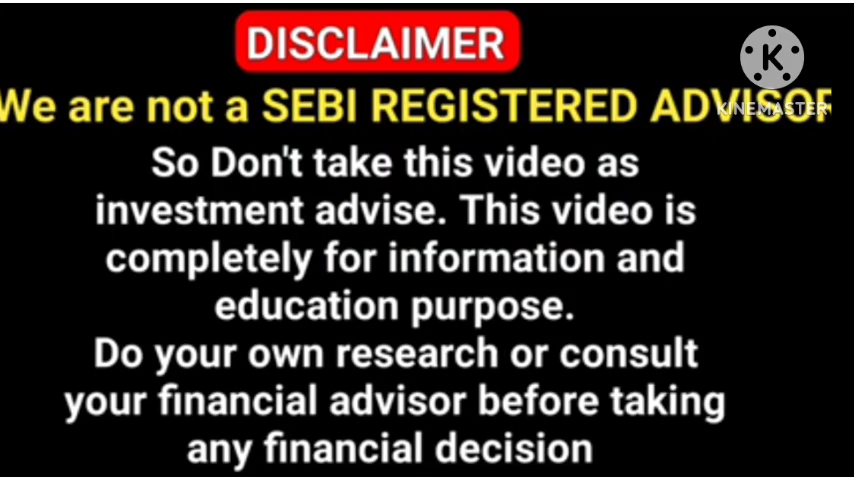 DISCLAIMER
We are not a SEBI REGISTERED ADVISOR
KINEMASTER
So Don't take this video as
investment advise. This video is
completely for information and
education purpose.
Do your own research or consult
your financial advisor before taking
any financial decision